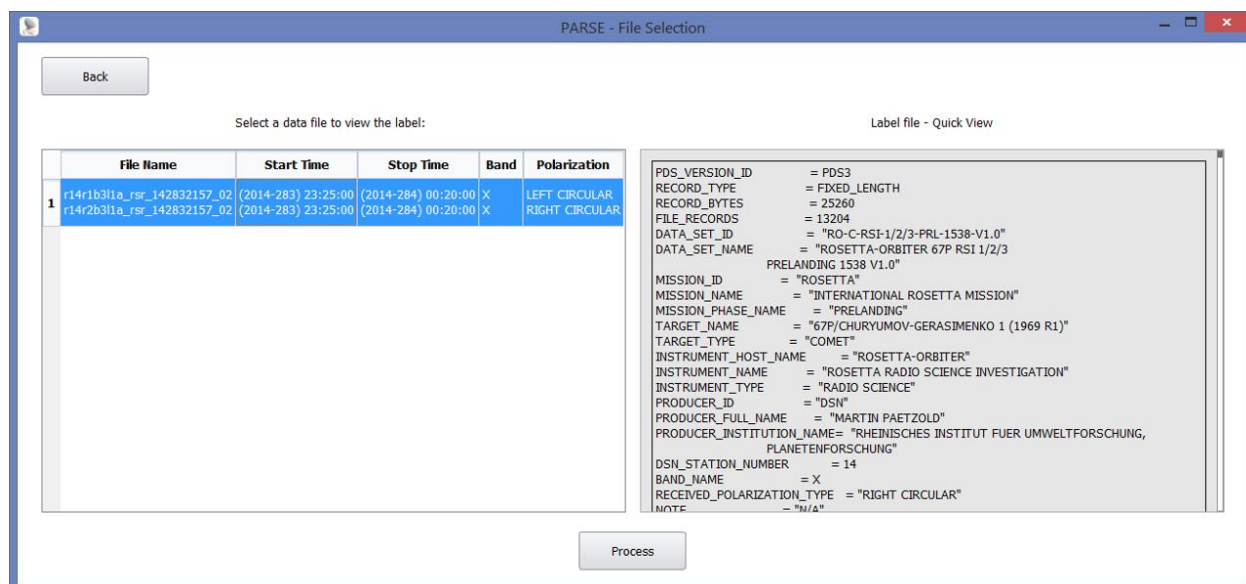 PARSE - File Selection
Back
Select a data file to view the label:
Label file - Quick View
File Name Start Time Stop Time Band Polarization
1
r14r1b3l1a_rsr_142832157_02 (2014-283) 23:25:00 (2014-284) 00:20:00 X LEFT CIRCULAR
r14r2b3l1a_rsr_142832157_02 (2014-283) 23:25:00 (2014-284) 00:20:00 X RIGHT CIRCULAR
PDS_VERSION_ID = PDS3
RECORD_TYPE = FIXED_LENGTH
RECORD_BYTES = 25260
FILE_RECORDS = 13204
DATA_SET_ID = "RO-C-RSI-1/2/3-PRL-1538-V1.0"
DATA_SET_NAME = "ROSETTA-ORBITER 67P RSI 1/2/3
PRELANDING 1538 V1.0"
MISSION_ID = "ROSETTA"
MISSION_NAME = "INTERNATIONAL ROSETTA MISSION"
MISSION_PHASE_NAME = "PRELANDING"
TARGET_NAME = "67P/CHURYUMOV-GERASIMENKO 1 (1969 R1)"
TARGET_TYPE = "COMET"
INSTRUMENT_HOST_NAME = "ROSETTA-ORBITER"
INSTRUMENT_NAME = "ROSETTA RADIO SCIENCE INVESTIGATION"
INSTRUMENT_TYPE = "RADIO SCIENCE"
PRODUCER_ID = "DSN"
PRODUCER_FULL_NAME = "MARTIN PAETZOLD"
PRODUCER_INSTITUTION_NAME= "RHEINISCHES INSTITUT FUER UMWELTFORSCHUNG,
PLANETENFORSCHUNG"
DSN_STATION_NUMBER = 14
BAND_NAME = X
RECEIVED_POLARIZATION_TYPE = "RIGHT CIRCULAR"
NOTE = "N/A"
Process